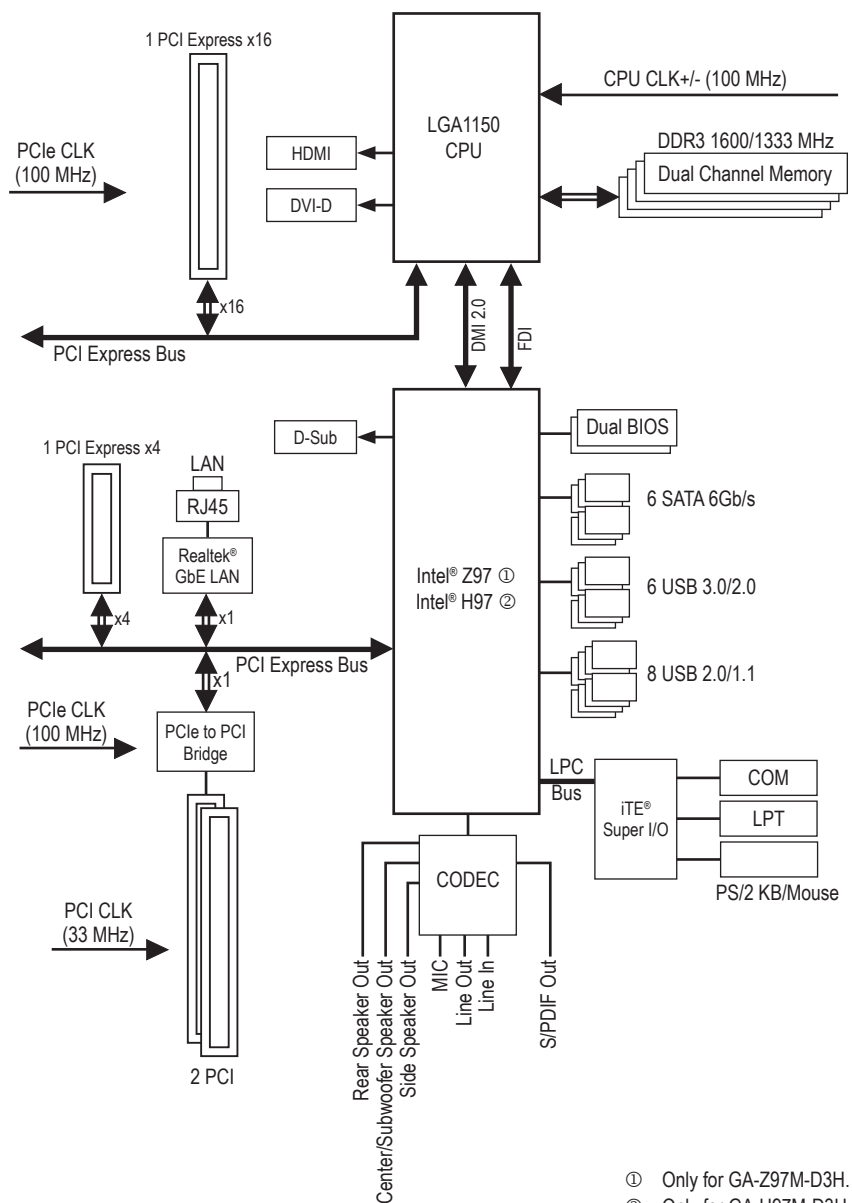 1 PCI Express x16
LGA1150
CPU
CPU CLK+/- (100 MHz)
DDR3 1600/1333 MHz
Dual Channel Memory
PCIe CLK
(100 MHz)
HDMI
DVI-D
x16
PCI Express Bus
DMI 2.0
FDI
D-Sub
Dual BIOS
1 PCI Express x4
LAN
RJ45
Realtek®
GbE LAN
6 SATA 6Gb/s
Intel® Z97 ①
Intel® H97 ②
6 USB 3.0/2.0
x4
x1
PCI Express Bus
8 USB 2.0/1.1
x1
PCIe CLK
(100 MHz)
PCIe to PCI
Bridge
LPC
Bus
iTE®
Super I/O
COM
LPT
PS/2 KB/Mouse
CODEC
PCI CLK
(33 MHz)
2 PCI
Rear Speaker Out
Center/Subwoofer Speaker Out
Side Speaker Out
MIC
Line Out
Line In
S/PDIF Out
① Only for GA-Z97M-D3H.
② Only for GA-H97M-D3H.